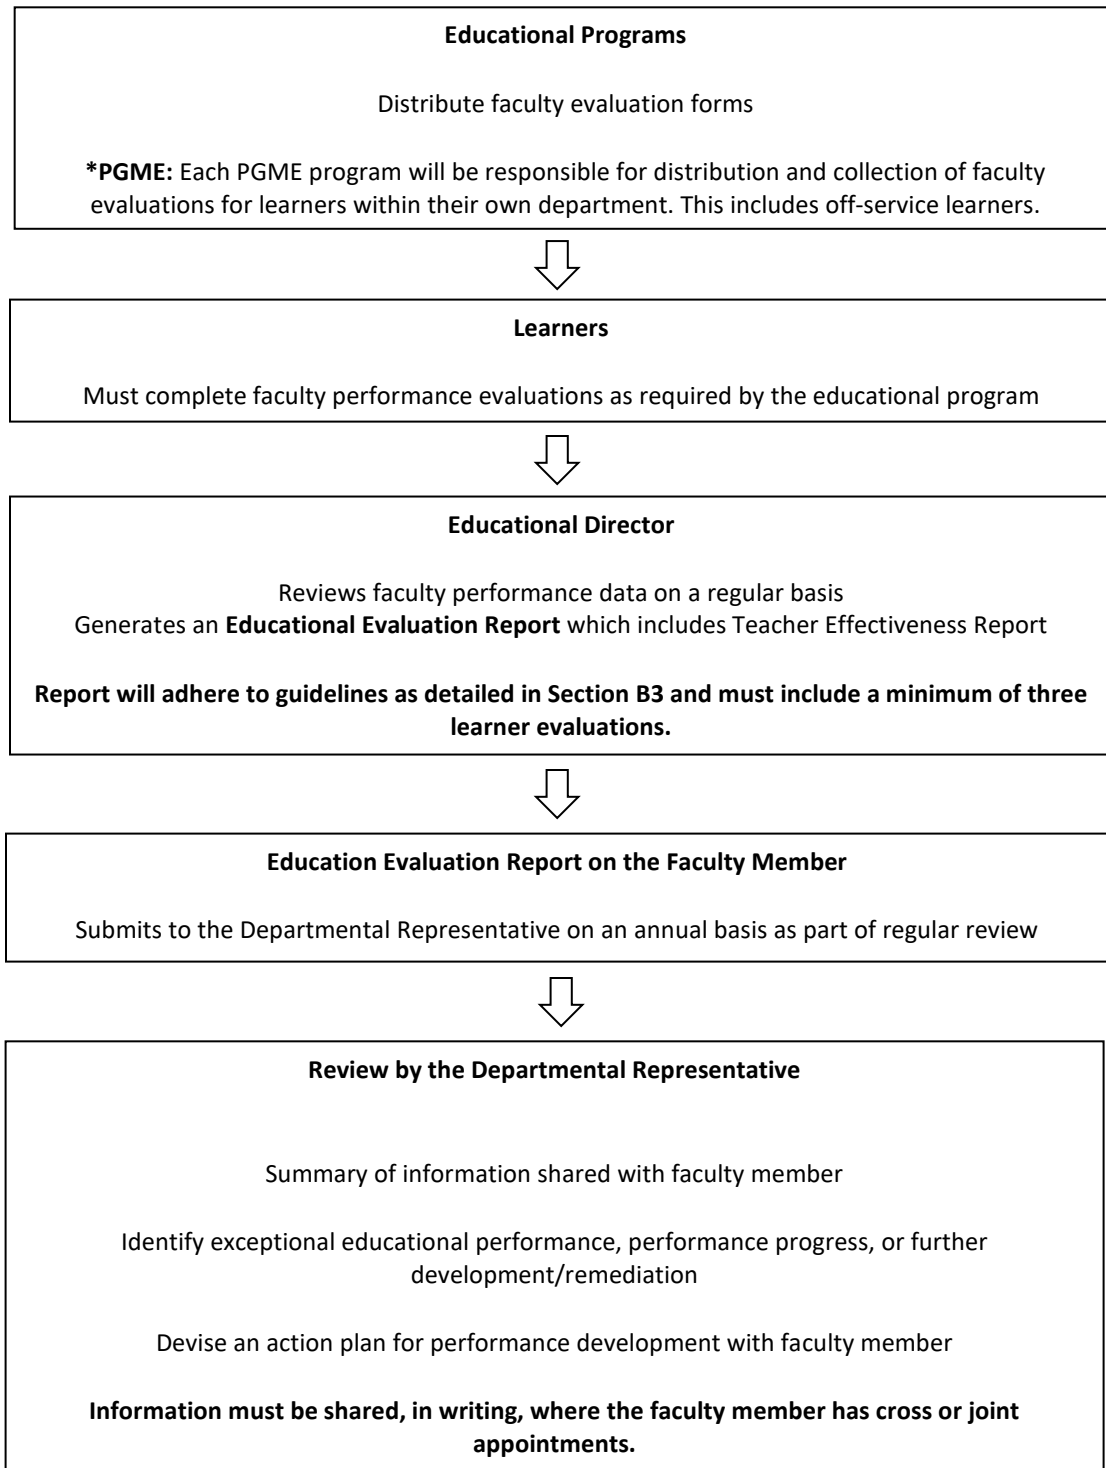 Educational Programs
Distribute faculty evaluation forms
*PGME: Each PGME program will be responsible for distribution and collection of faculty
evaluations for learners within their own department. This includes off-service learners.
Learners
Must complete faculty performance evaluations as required by the educational program
Educational Director
Reviews faculty performance data on a regular basis
Generates an Educational Evaluation Report which includes Teacher Effectiveness Report
Report will adhere to guidelines as detailed in Section B3 and must include a minimum of three
learner evaluations.
Education Evaluation Report on the Faculty Member
Submits to the Departmental Representative on an annual basis as part of regular review
Review by the Departmental Representative
Summary of information shared with faculty member
Identify exceptional educational performance, performance progress, or further
development/remediation
Devise an action plan for performance development with faculty member
Information must be shared, in writing, where the faculty member has cross or joint
appointments.